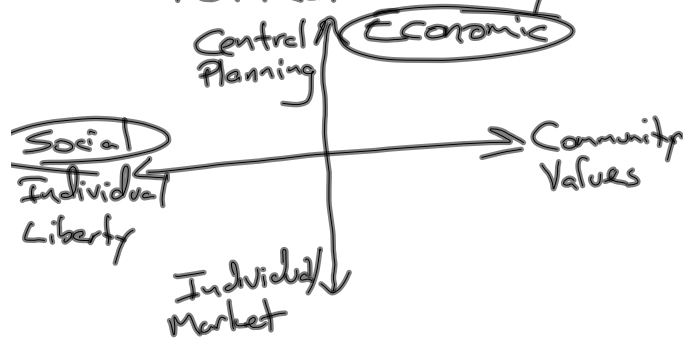 Central
Planning
Economic
Social
Individual
Liberty
Community
Values
Individual
Market